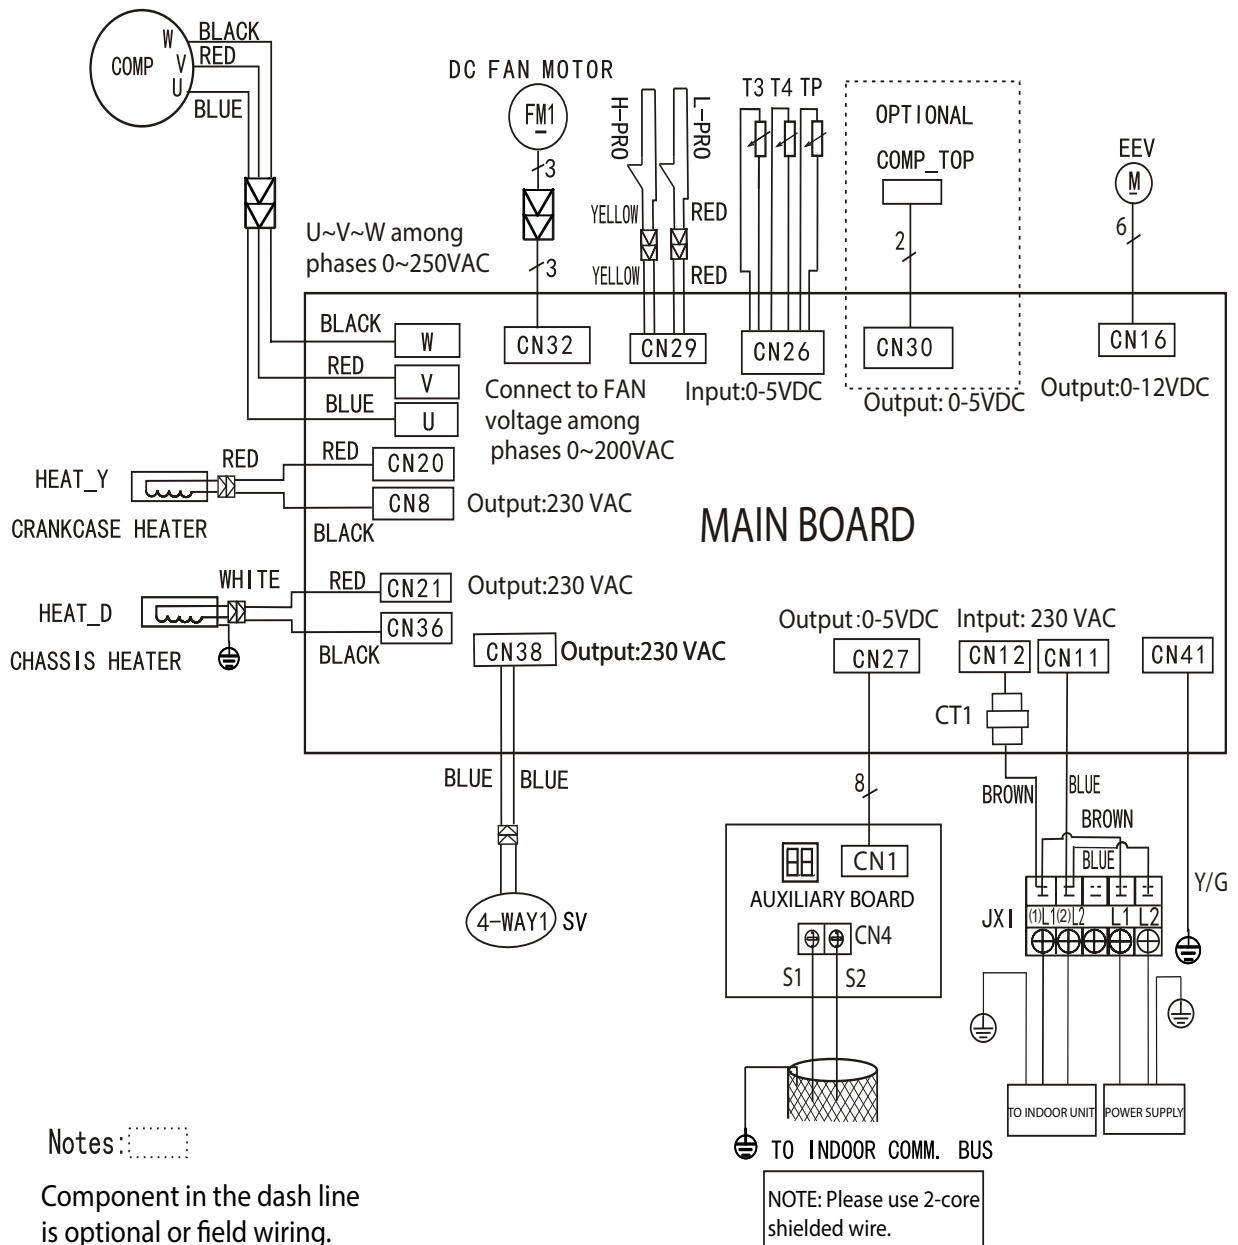 BLACK
W
RED
COMP
V
U
BLUE
DC FAN MOTOR
FM1
M
3
3
H-PRO
L-PRO
YELLOW
RED
YELLOW
RED
T3 T4 TP
OPTIONAL
COMP_TOP
2
EEV
M
6
U~V~W among
phases 0~250VAC
BLACK
W
RED
V
BLUE
U
CN32
CN29
CN26
CN30
CN16
Connect to FAN
voltage among
phases 0~200VAC
Input:0-5VDC
Output: 0-5VDC
Output:0-12VDC
HEAT_Y
RED
RED
CN20
CN8
Output:230 VAC
CRANKCASE HEATER
BLACK
MAIN BOARD
WHITE
RED
CN21
Output:230 VAC
HEAT_D
CN36
CHASSIS HEATER
BLACK
CN38
Output:230 VAC
Output:0-5VDC
Intput: 230 VAC
CN27
CN12
CN11
CN41
CT1
BLUE
BLUE
8
BROWN
BLUE
BROWN
BLUE
Y/G
4-WAY1
SV
CN1
AUXILIARY BOARD
CN4
S1
S2
JX1
(1)L1(2)L2
L1 L2
TO INDOOR UNIT
POWER SUPPLY
TO INDOOR COMM. BUS
NOTE: Please use 2-core
shielded wire.
Notes:
Component in the dash line
is optional or field wiring.